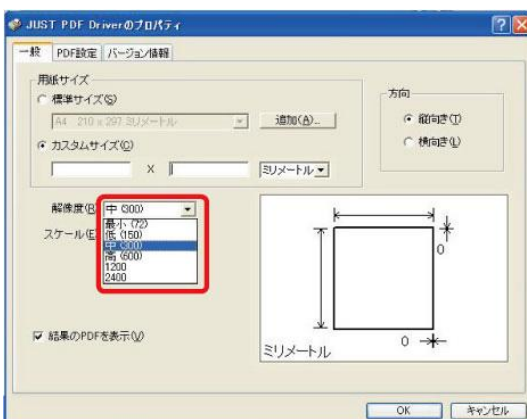 JUST PDF Driverのプロパティ
一般 PDF設定 バージョン情報
用紙サイズ
標準サイズ(S)
A4 210 x 297 ミリメートル 追加(A)...
カスタムサイズ(C)
X ミリメートル
方向
縦向き(T)
横向き(L)
解像度(R) 中 (300)
スケール(E)
最小 (72)
低 (150)
中 (300)
高 (600)
1200
2400
結果のPDFを表示(V)
0
0
ミリメートル
OK キャンセル